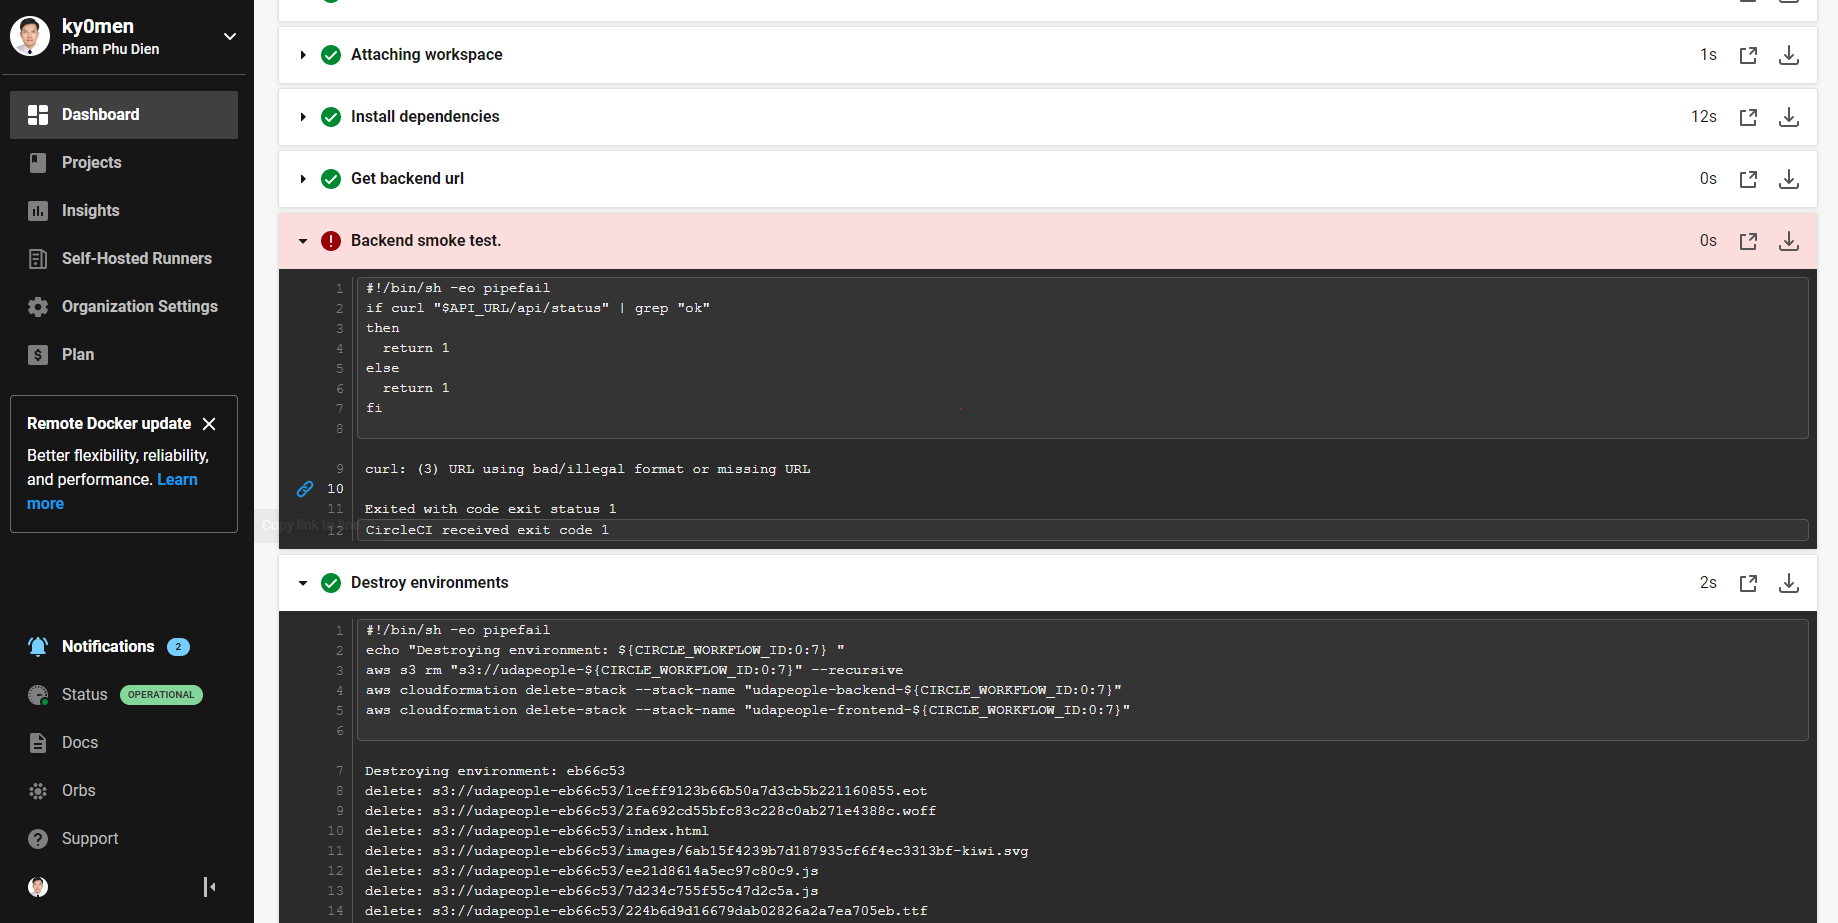 ky0men
Pham Phu Dien
Dashboard
Projects
Insights
Self-Hosted Runners
Organization Settings
Plan
Remote Docker update
Better flexibility, reliability,
and performance. Learn
more
Notifications 2
Status OPERATIONAL
Docs
Orbs
Support
Attaching workspace 1s
Install dependencies 12s
Get backend url 0s
Backend smoke test. 0s
1 #!/bin/sh -eo pipefail
2 if curl "$API_URL/api/status" | grep "ok"
3 then
4 return 1
5 else
6 return 1
7 fi
8
9 curl: (3) URL using bad/illegal format or missing URL
10
11 Exited with code exit status 1
Copy link to line
12 CircleCI received exit code 1
Destroy environments 2s
1 #!/bin/sh -eo pipefail
2 echo "Destroying environment: ${CIRCLE_WORKFLOW_ID:0:7} "
3 aws s3 rm "s3://udapeople-${CIRCLE_WORKFLOW_ID:0:7}" --recursive
4 aws cloudformation delete-stack --stack-name "udapeople-backend-${CIRCLE_WORKFLOW_ID:0:7}"
5 aws cloudformation delete-stack --stack-name "udapeople-frontend-${CIRCLE_WORKFLOW_ID:0:7}"
6
7 Destroying environment: eb66c53
8 delete: s3://udapeople-eb66c53/1ceff9123b66b50a7d3cb5b221160855.eot
9 delete: s3://udapeople-eb66c53/2fa692cd55bfc83c228c0ab271e4388c.woff
10 delete: s3://udapeople-eb66c53/index.html
11 delete: s3://udapeople-eb66c53/images/6ab15f4239b7d187935cf6f4ec3313bf-kiwi.svg
12 delete: s3://udapeople-eb66c53/ee21d8614a5ec97c80c9.js
13 delete: s3://udapeople-eb66c53/7d234c755f55c47d2c5a.js
14 delete: s3://udapeople-eb66c53/224b6d9d16679dab02826a2a7ea705eb.ttf